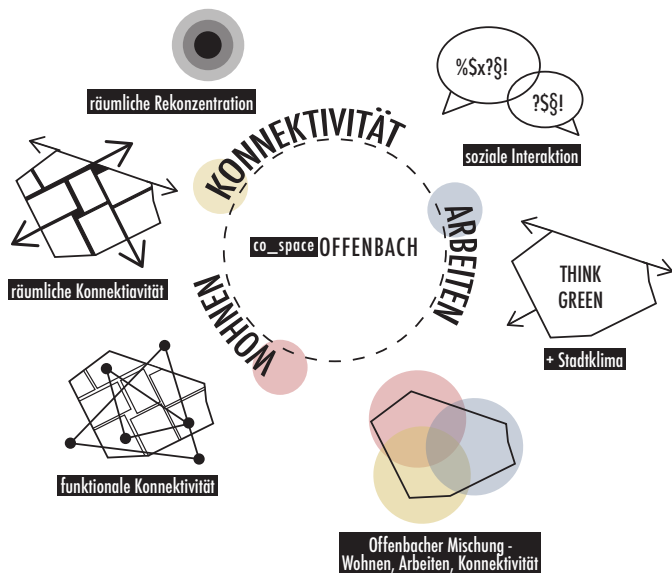 räumliche Rekonzentration
%$x?§!
?$§!
soziale Interaktion
KONNEKTIVITÄT
ARBEITEN
WOHNEN
co_space OFFENBACH
räumliche Konnektiavität
THINK
GREEN
+ Stadtklima
funktionale Konnektivität
Offenbacher Mischung -
Wohnen, Arbeiten, Konnektivität